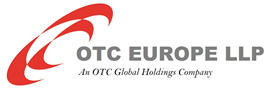 OTC EUROPE LLP
An OTC Global Holdings Company